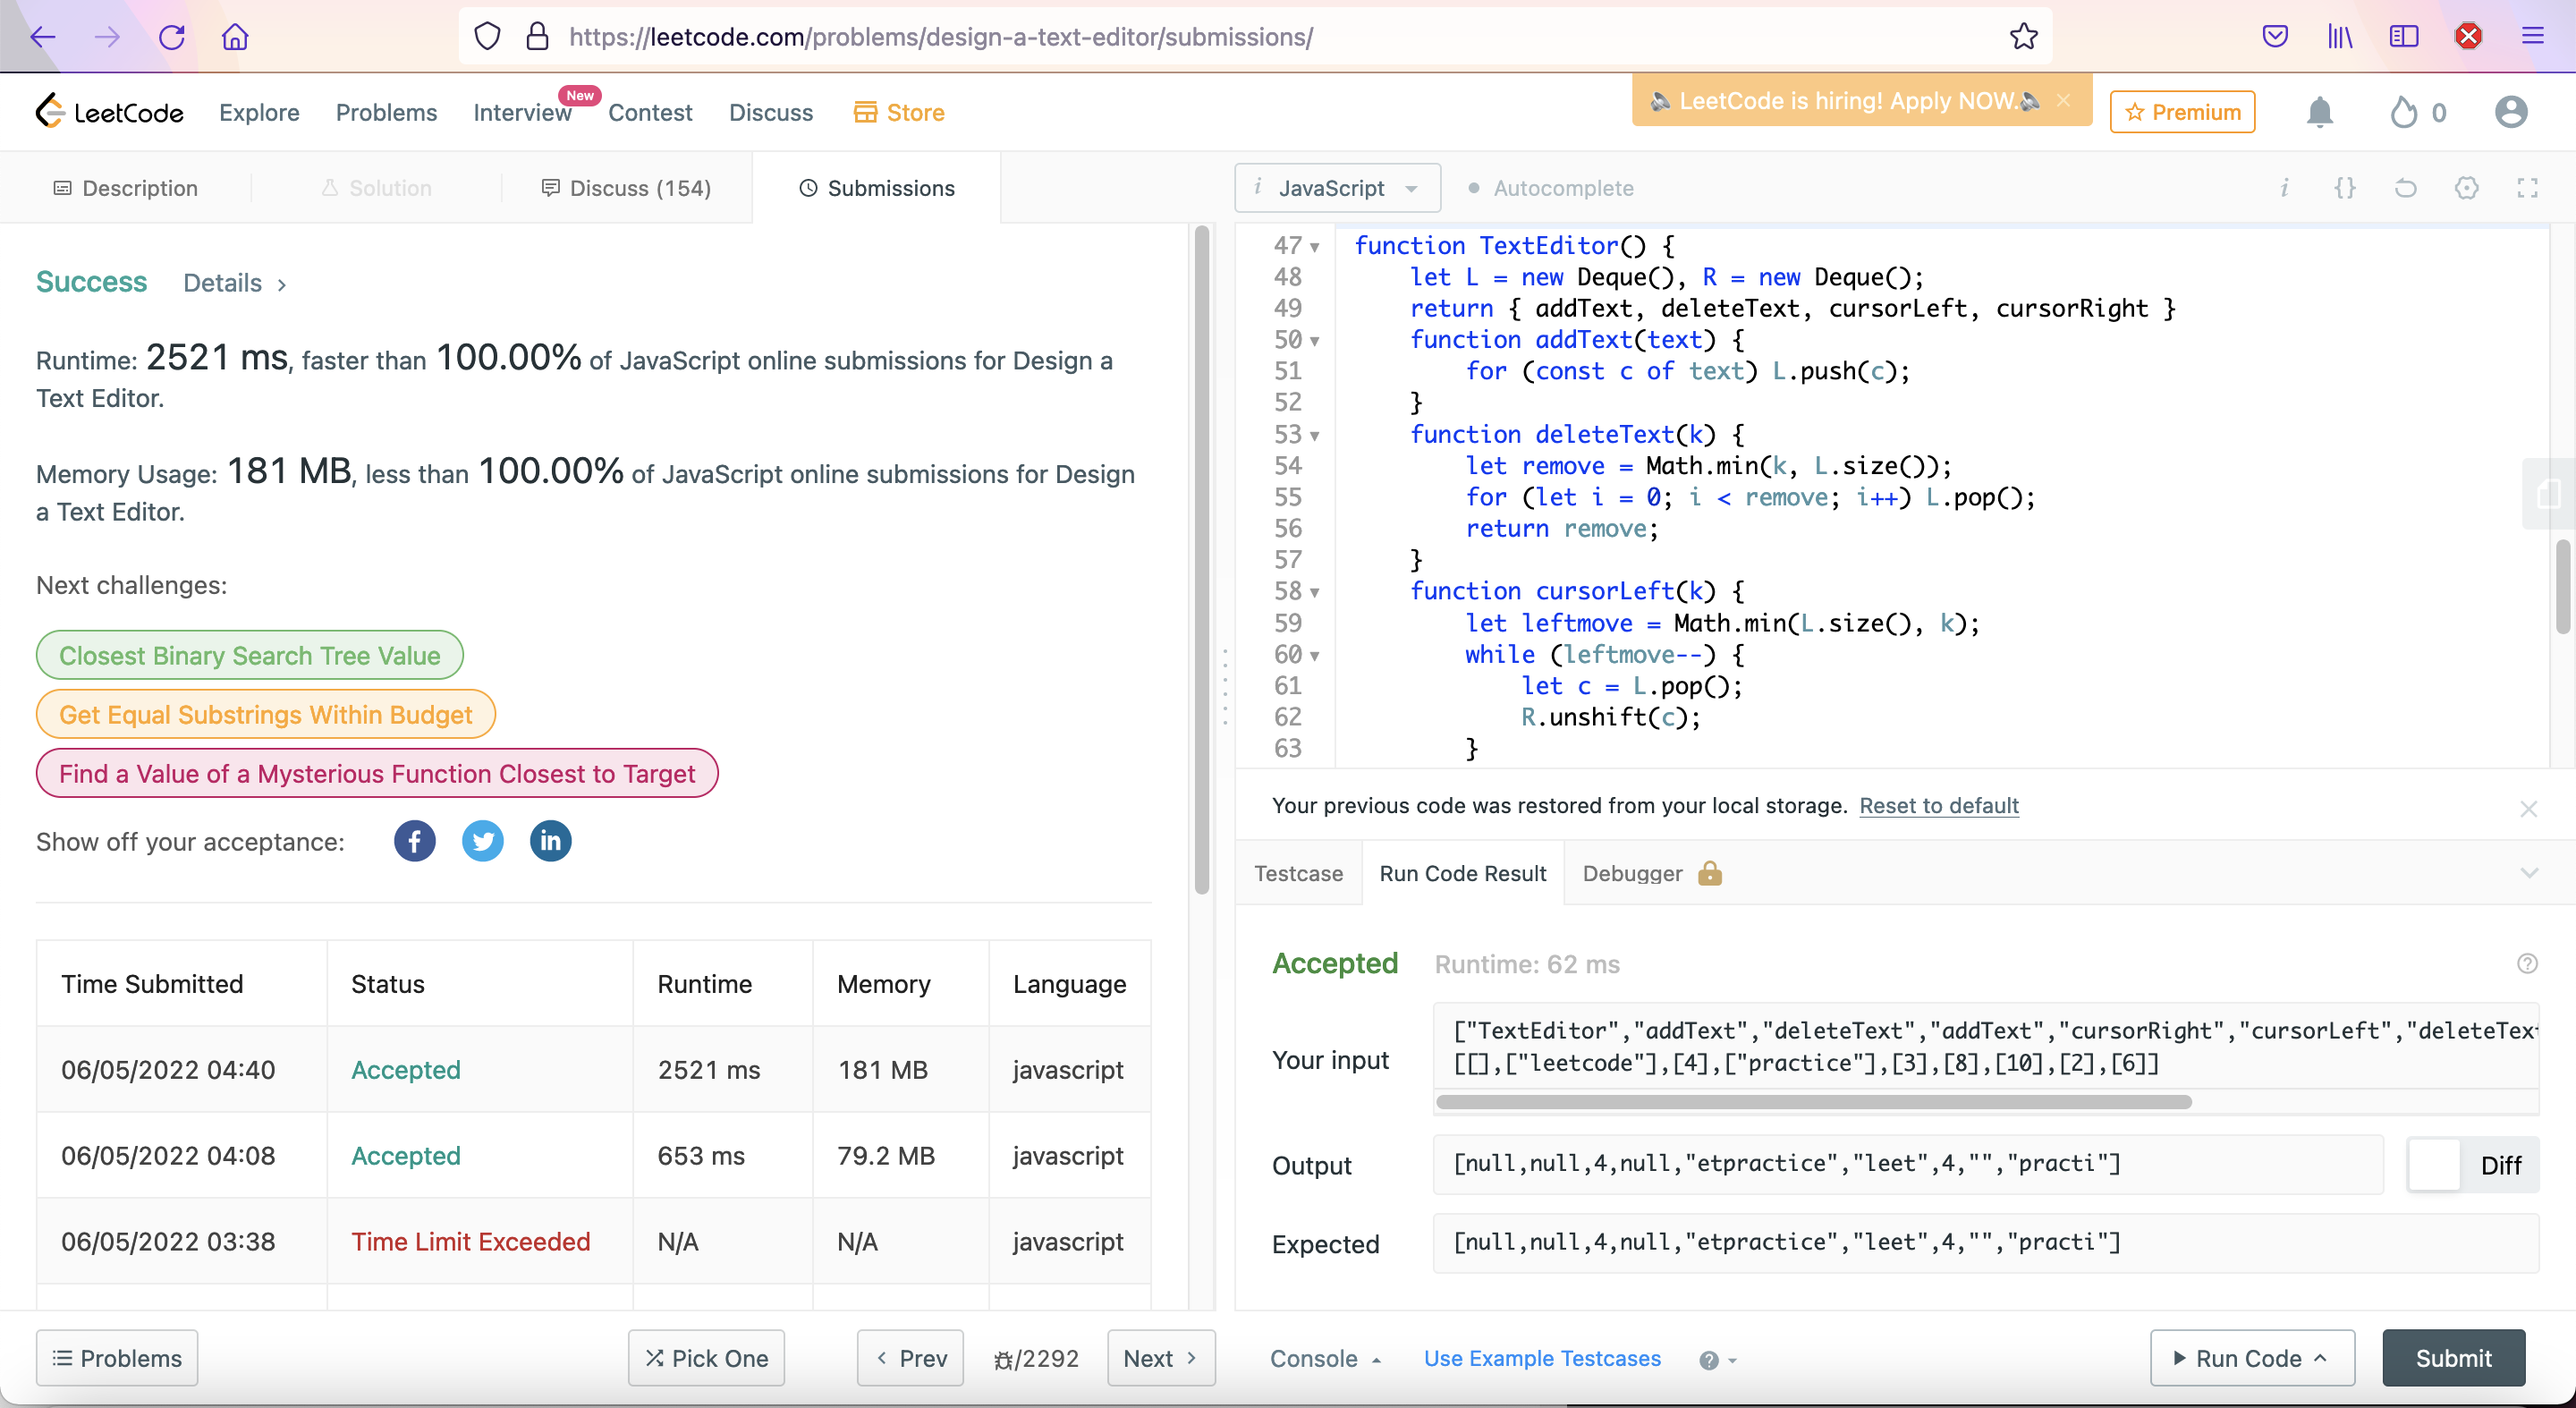 https://leetcode.com/problems/design-a-text-editor/submissions/
LeetCode
Explore
Problems
Interview
New
Contest
Discuss
Store
LeetCode is hiring! Apply NOW.
Premium
0
Description
Solution
Discuss (154)
Submissions
Success
Details
Runtime: 2521 ms, faster than 100.00% of JavaScript online submissions for Design a
Text Editor.
Memory Usage: 181 MB, less than 100.00% of JavaScript online submissions for Design
a Text Editor.
Next challenges:
Closest Binary Search Tree Value
Get Equal Substrings Within Budget
Find a Value of a Mysterious Function Closest to Target
Show off your acceptance:
Time Submitted Status Runtime Memory Language
06/05/2022 04:40 Accepted 2521 ms 181 MB javascript
06/05/2022 04:08 Accepted 653 ms 79.2 MB javascript
06/05/2022 03:38 Time Limit Exceeded N/A N/A javascript
Problems
Pick One
Prev
/2292
Next
i JavaScript
Autocomplete
47 function TextEditor() {
48 let L = new Deque(), R = new Deque();
49 return { addText, deleteText, cursorLeft, cursorRight }
50 function addText(text) {
51 for (const c of text) L.push(c);
52 }
53 function deleteText(k) {
54 let remove = Math.min(k, L.size());
55 for (let i = 0; i < remove; i++) L.pop();
56 return remove;
57 }
58 function cursorLeft(k) {
59 let leftmove = Math.min(L.size(), k);
60 while (leftmove--) {
61 let c = L.pop();
62 R.unshift(c);
63 }
Your previous code was restored from your local storage. Reset to default
Testcase
Run Code Result
Debugger
Accepted
Runtime: 62 ms
Your input
["TextEditor","addText","deleteText","addText","cursorRight","cursorLeft","deleteTex
[[],["leetcode"],[4],["practice"],[3],[8],[10],[2],[6]]
Output
[null,null,4,null,"etpractice","leet",4,"","practi"]
Diff
Expected
[null,null,4,null,"etpractice","leet",4,"","practi"]
Console
Use Example Testcases
Run Code
Submit